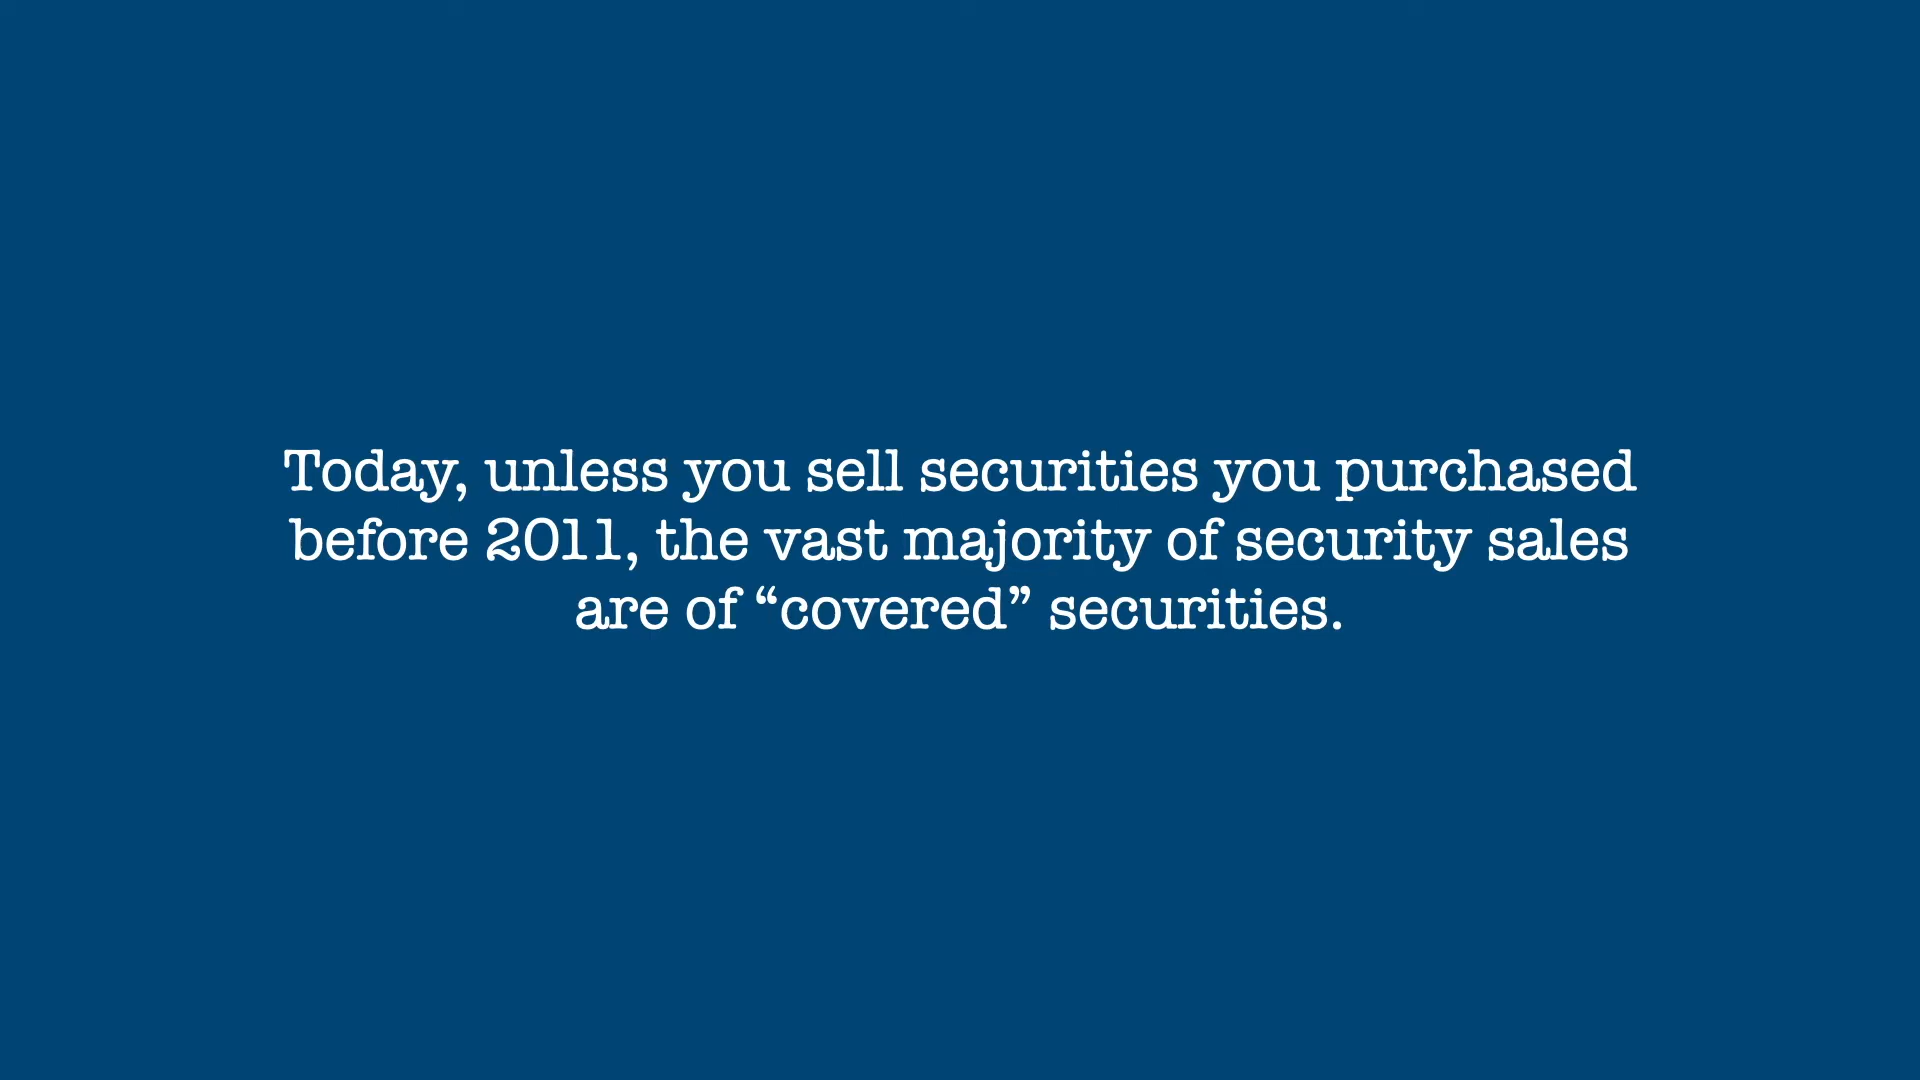 Today, unless you sell securities you purchased
before 2011, the vast majority of security sales
are of “covered” securities.